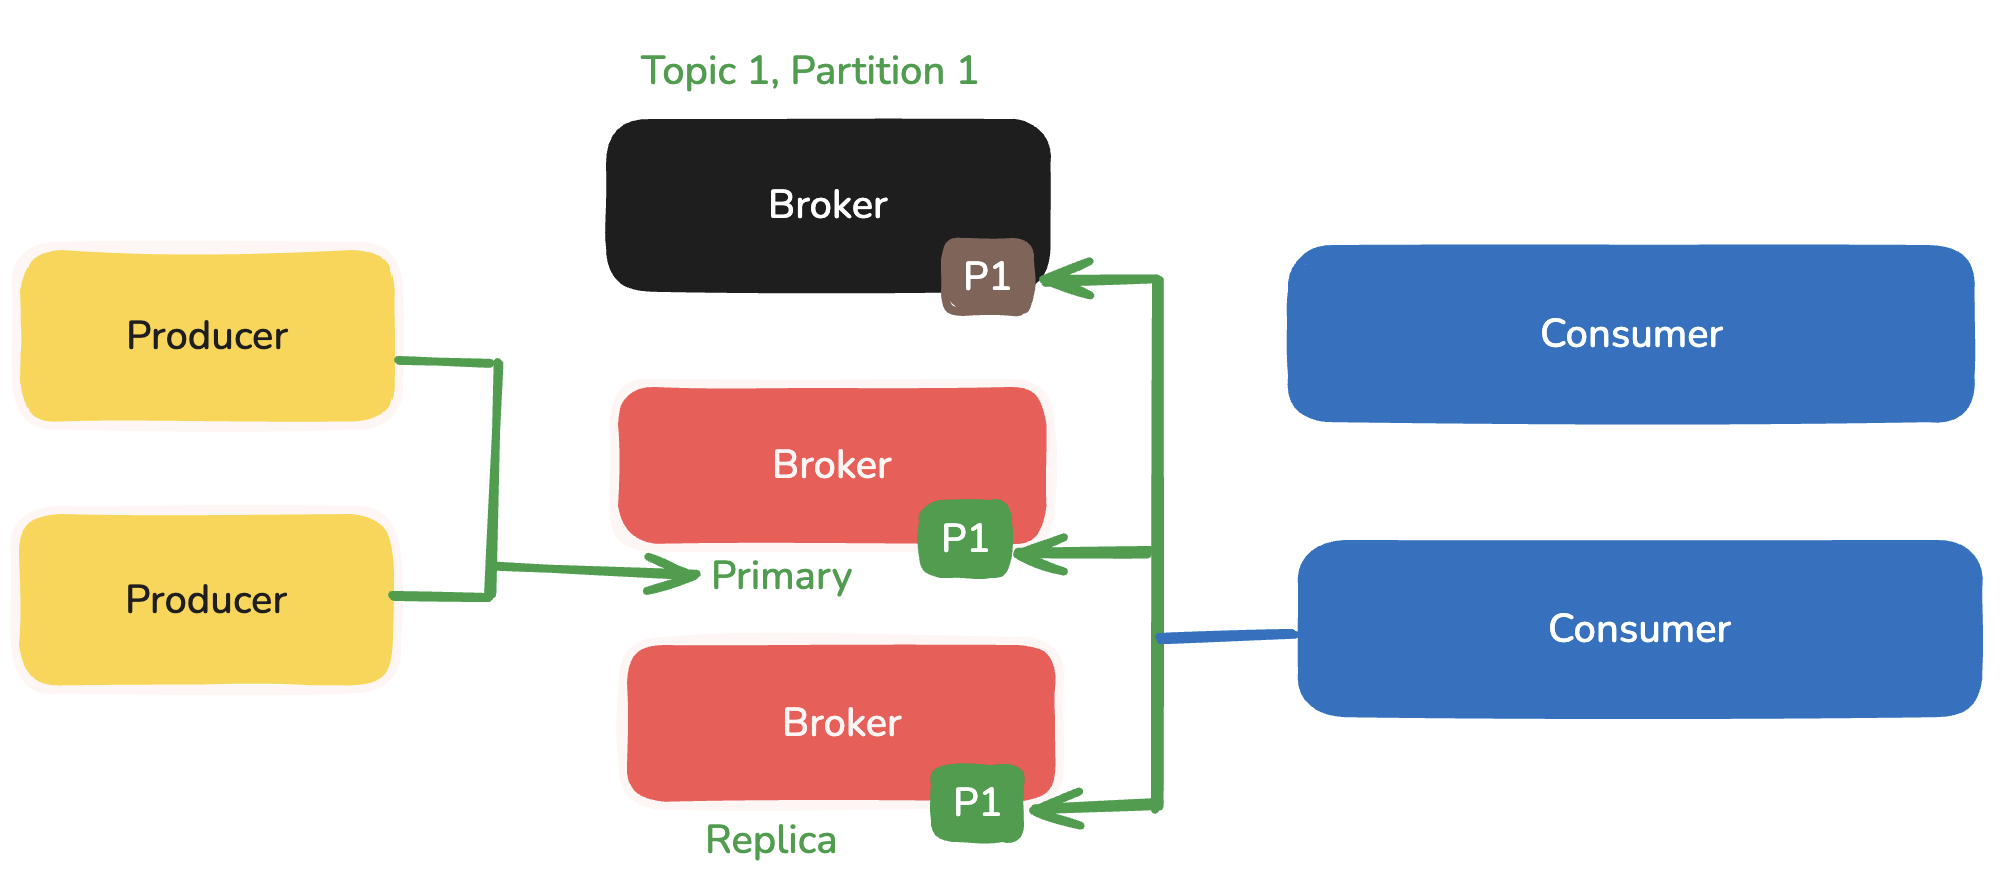 Topic 1, Partition 1
Broker
P1
Producer
Consumer
Broker
P1
Primary
Producer
Consumer
Broker
P1
Replica